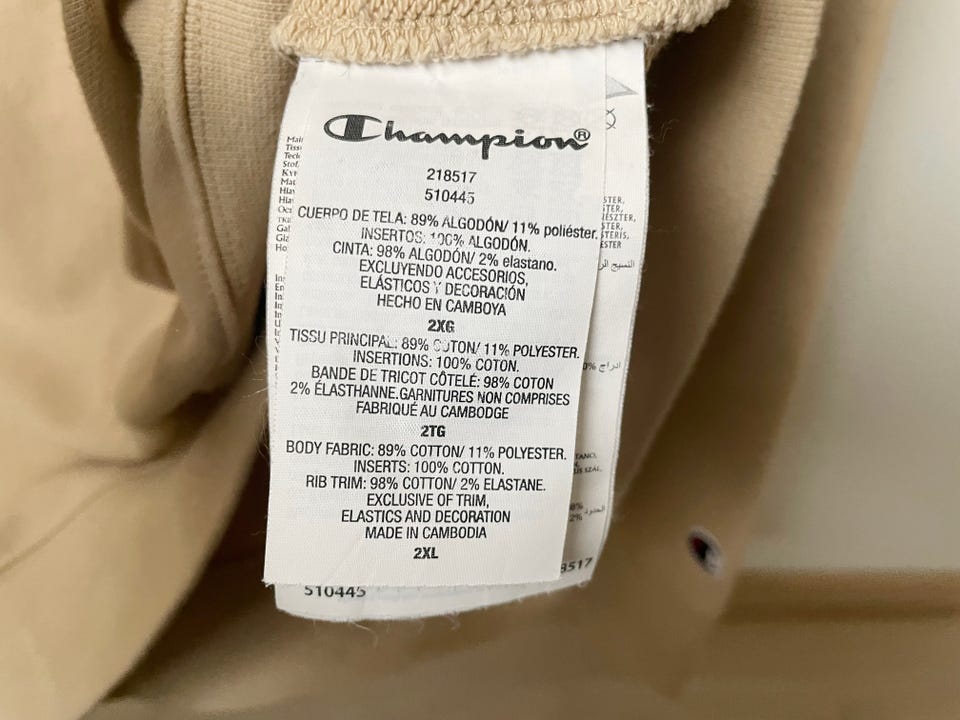 Champion®
218517
510445
CUERPO DE TELA: 89% ALGODÓN/ 11% poliéster.
INSERTOS: 100% ALGODÓN.
CINTA: 98% ALGODÓN/ 2% elastano.
EXCLUYENDO ACCESORIOS,
ELÁSTICOS Y DECORACIÓN
HECHO EN CAMBOYA
2XG
TISSU PRINCIPAL: 89% COTON/ 11% POLYESTER.
INSERTIONS: 100% COTON.
BANDE DE TRICOT CÔTELÉ: 98% COTON
2% ÉLASTHANNE.GARNITURES NON COMPRISES
FABRIQUÉ AU CAMBODGE
2TG
BODY FABRIC: 89% COTTON/ 11% POLYESTER.
INSERTS: 100% COTTON.
RIB TRIM: 98% COTTON/ 2% ELASTANE.
EXCLUSIVE OF TRIM,
ELASTICS AND DECORATION
MADE IN CAMBODIA
2XL
510445
8517